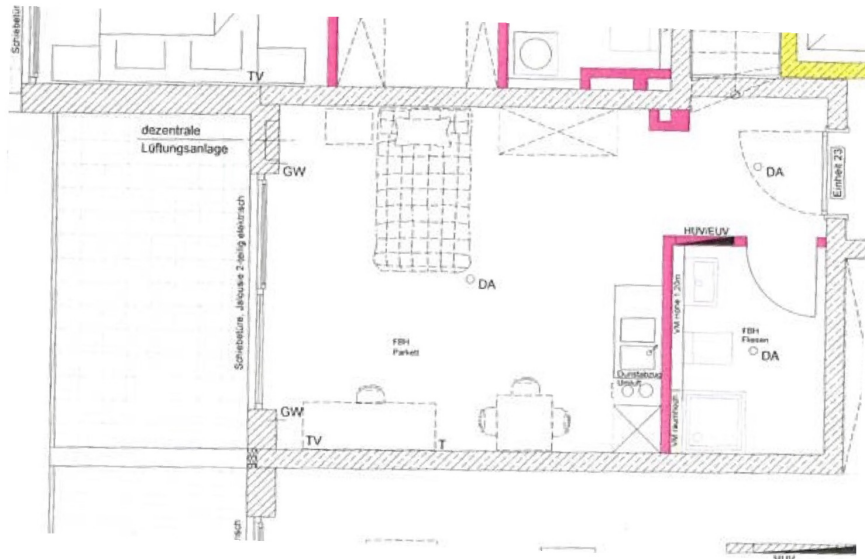 Schiebetür
TV
dezentrale
Lüftungsanlage
GW
DA
Einheit 23
HUV/EUV
Schiebetüre, Jalousie 2-teilig elektrisch
DA
VM Höhe 1,20m
FBH
Fliesen
DA
FBH
Parkett
Dunstabzug
Umluft
GW
TV
T
VM raumhoch
risch